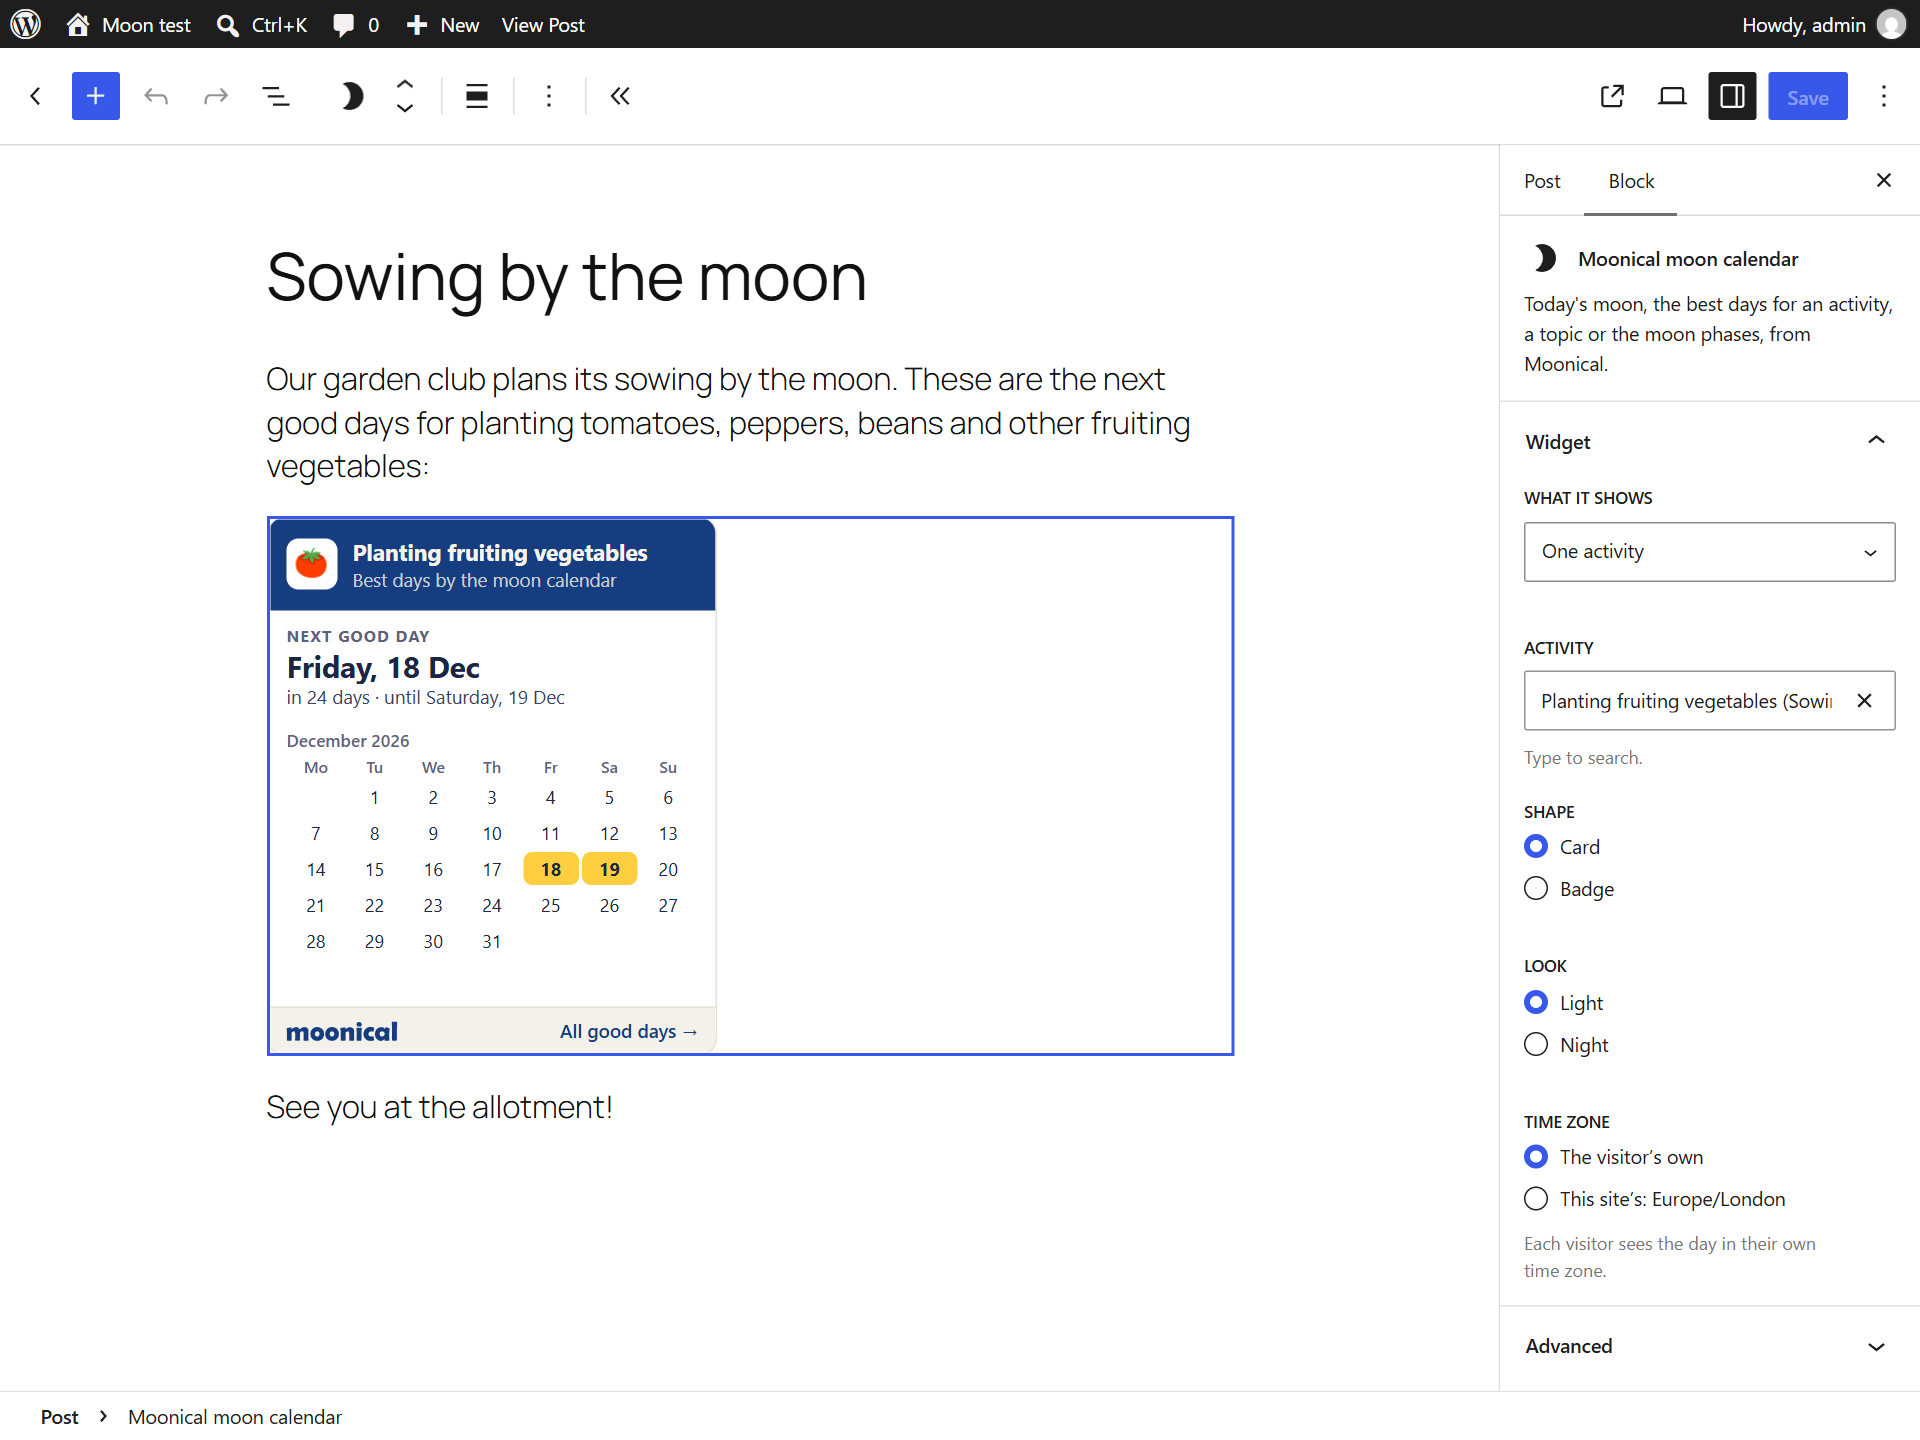 Moon test Ctrl+K 0 New View Post Howdy, admin
Save
Sowing by the moon
Our garden club plans its sowing by the moon. These are the next
good days for planting tomatoes, peppers, beans and other fruiting
vegetables:
Planting fruiting vegetables
Best days by the moon calendar
NEXT GOOD DAY
Friday, 18 Dec
in 24 days · until Saturday, 19 Dec
December 2026
Mo Tu We Th Fr Sa Su
1 2 3 4 5 6
7 8 9 10 11 12 13
14 15 16 17 18 19 20
21 22 23 24 25 26 27
28 29 30 31
moonical All good days →
See you at the allotment!
Post Block
Moonical moon calendar
Today's moon, the best days for an activity,
a topic or the moon phases, from
Moonical.
Widget
WHAT IT SHOWS
One activity
ACTIVITY
Planting fruiting vegetables (Sowi
Type to search.
SHAPE
Card
Badge
LOOK
Light
Night
TIME ZONE
The visitor’s own
This site’s: Europe/London
Each visitor sees the day in their own
time zone.
Advanced
Post Moonical moon calendar